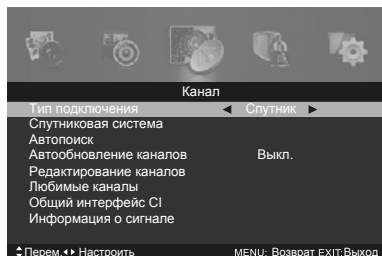 Канал
Тип подключения ◄ Спутник ►
Спутниковая система
Автопоиск
Автообновление каналов Выкл.
Редактирование каналов
Любимые каналы
Общий интерфейс CI
Информация о сигнале
Перем. Настроить MENU: Возврат EXIT:Выход